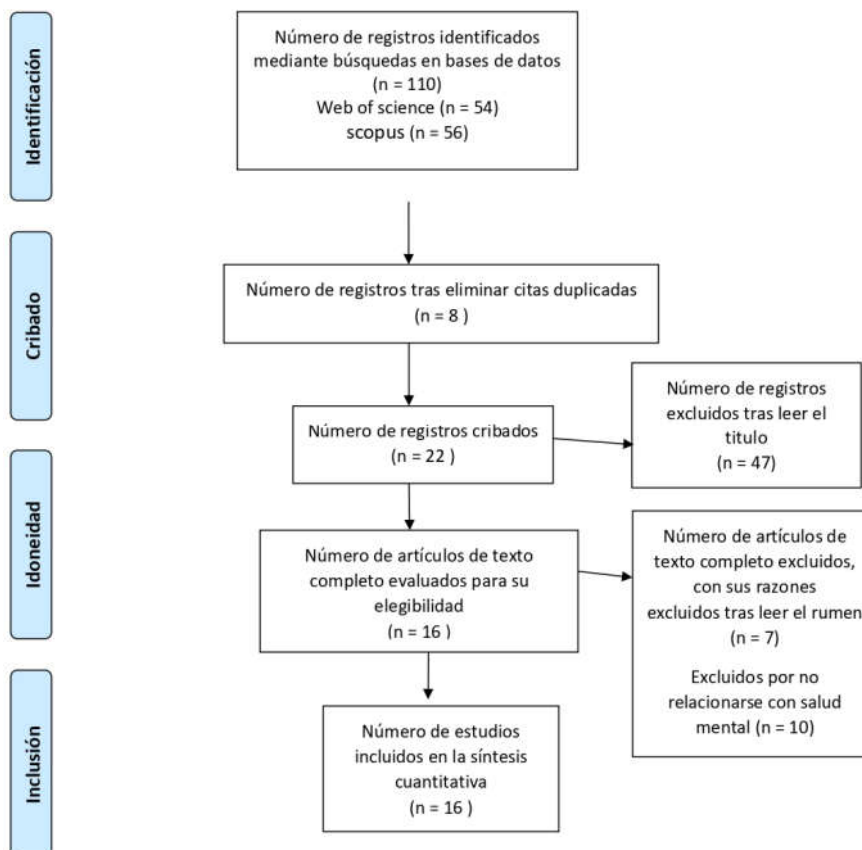 Identificación
Número de registros identificados
mediante búsquedas en bases de datos
(n = 110)
Web of science (n = 54)
scopus (n = 56)
Cribado
Número de registros tras eliminar citas duplicadas
(n = 8 )
Número de registros cribados
(n = 22 )
Número de registros
excluidos tras leer el
titulo
(n = 47)
Idoneidad
Número de artículos de texto
completo evaluados para su
elegibilidad
(n = 16 )
Número de artículos de
texto completo excluidos,
con sus razones
excluidos tras leer el rumen
(n = 7)
Excluidos por no
relacionarse con salud
mental (n = 10)
Inclusión
Número de estudios
incluidos en la síntesis
cuantitativa
(n = 16 )